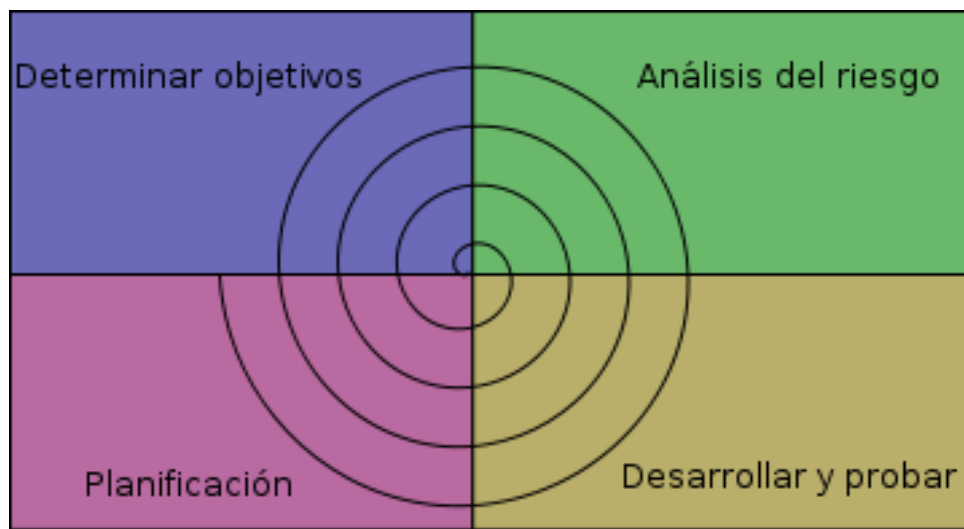 Determinar objetivos
Análisis del riesgo
Planificación
Desarrollar y probar